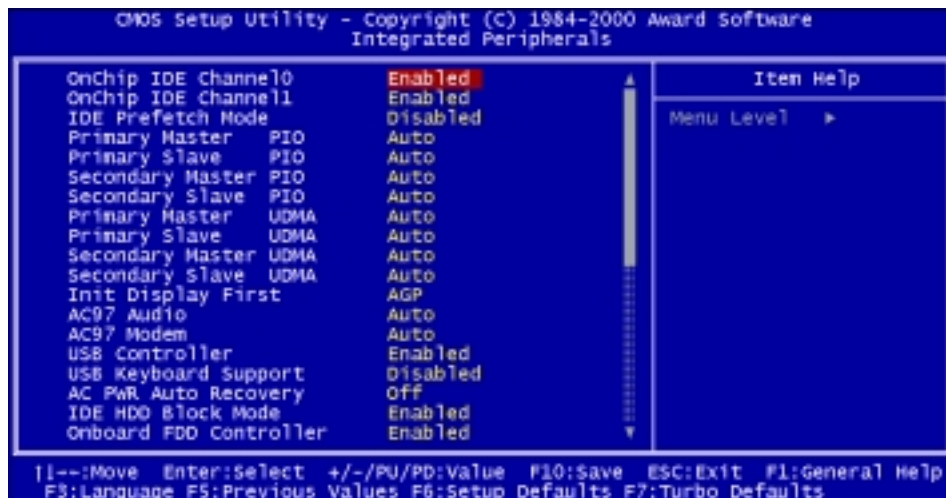 CMOS Setup Utility - Copyright (C) 1984-2000 Award Software
Integrated Peripherals
OnChip IDE Channel0 Enabled
OnChip IDE Channel1 Enabled
IDE Prefetch Mode Disabled
Primary Master PIO Auto
Primary Slave PIO Auto
Secondary Master PIO Auto
Secondary Slave PIO Auto
Primary Master UDMA Auto
Primary Slave UDMA Auto
Secondary Master UDMA Auto
Secondary Slave UDMA Auto
Init Display First AGP
AC97 Audio Auto
AC97 Modem Auto
USB Controller Enabled
USB Keyboard Support Disabled
AC PWR Auto Recovery Off
IDE HDD Block Mode Enabled
Onboard FDD Controller Enabled
Item Help
Menu Level ►
↑↓←→:Move Enter:Select +/-/PU/PD:Value F10:Save ESC:Exit F1:General Help
F3:Language F5:Previous Values F6:Setup Defaults F7:Turbo Defaults